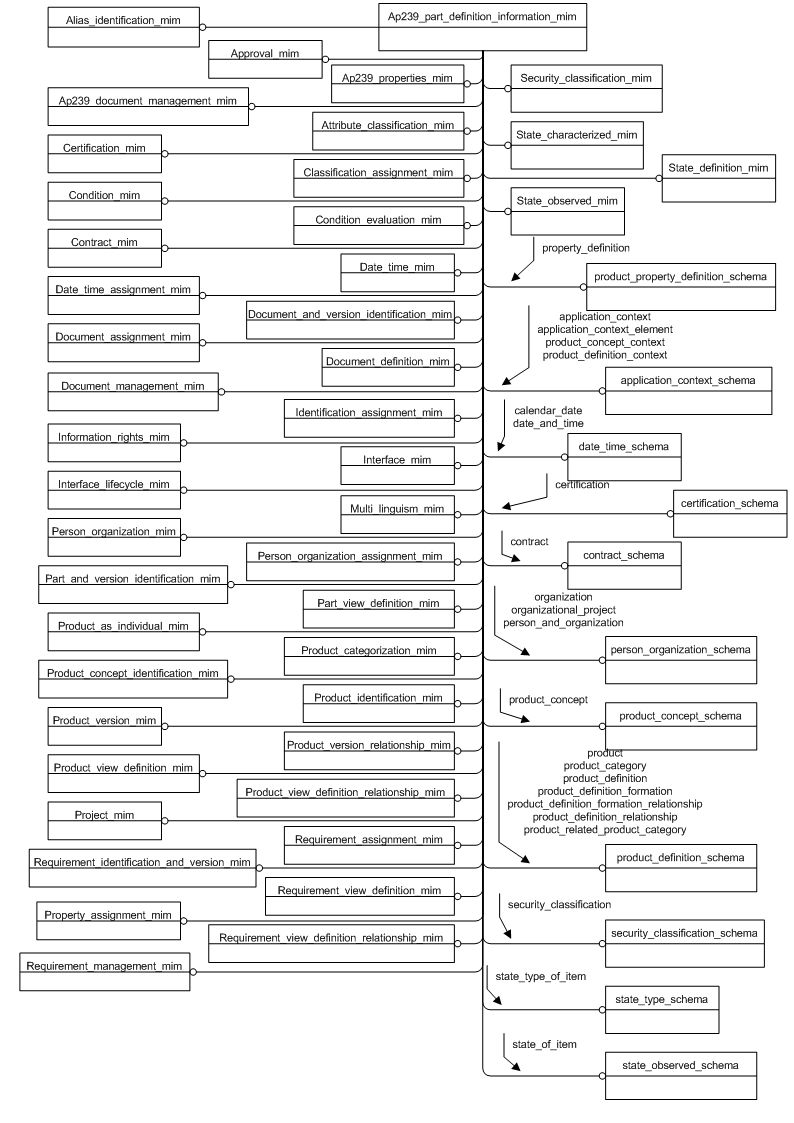 Alias_identification_mim
Ap239_part_definition_information_mim
Approval_mim
Ap239_properties_mim
Security_classification_mim
Ap239_document_management_mim
Attribute_classification_mim
State_characterized_mim
Certification_mim
Classification_assignment_mim
State_definition_mim
Condition_mim
State_observed_mim
Condition_evaluation_mim
Contract_mim
property_definition
Date_time_mim
product_property_definition_schema
Date_time_assignment_mim
Document_and_version_identification_mim
application_context
application_context_element
product_concept_context
product_definition_context
Document_assignment_mim
Document_definition_mim
Document_management_mim
application_context_schema
Identification_assignment_mim
calendar_date
date_and_time
Information_rights_mim
date_time_schema
Interface_mim
Interface_lifecycle_mim
certification
certification_schema
Multi_linguism_mim
Person_organization_mim
contract
Person_organization_assignment_mim
contract_schema
Part_and_version_identification_mim
organization
organizational_project
person_and_organization
Part_view_definition_mim
Product_as_individual_mim
Product_categorization_mim
person_organization_schema
Product_concept_identification_mim
Product_identification_mim
product_concept
Product_version_mim
product_concept_schema
Product_version_relationship_mim
product
product_category
product_definition
product_definition_formation
product_definition_formation_relationship
product_definition_relationship
product_related_product_category
Product_view_definition_mim
Product_view_definition_relationship_mim
Project_mim
Requirement_assignment_mim
Requirement_identification_and_version_mim
product_definition_schema
Requirement_view_definition_mim
security_classification
Property_assignment_mim
Requirement_view_definition_relationship_mim
security_classification_schema
Requirement_management_mim
state_type_of_item
state_type_schema
state_of_item
state_observed_schema